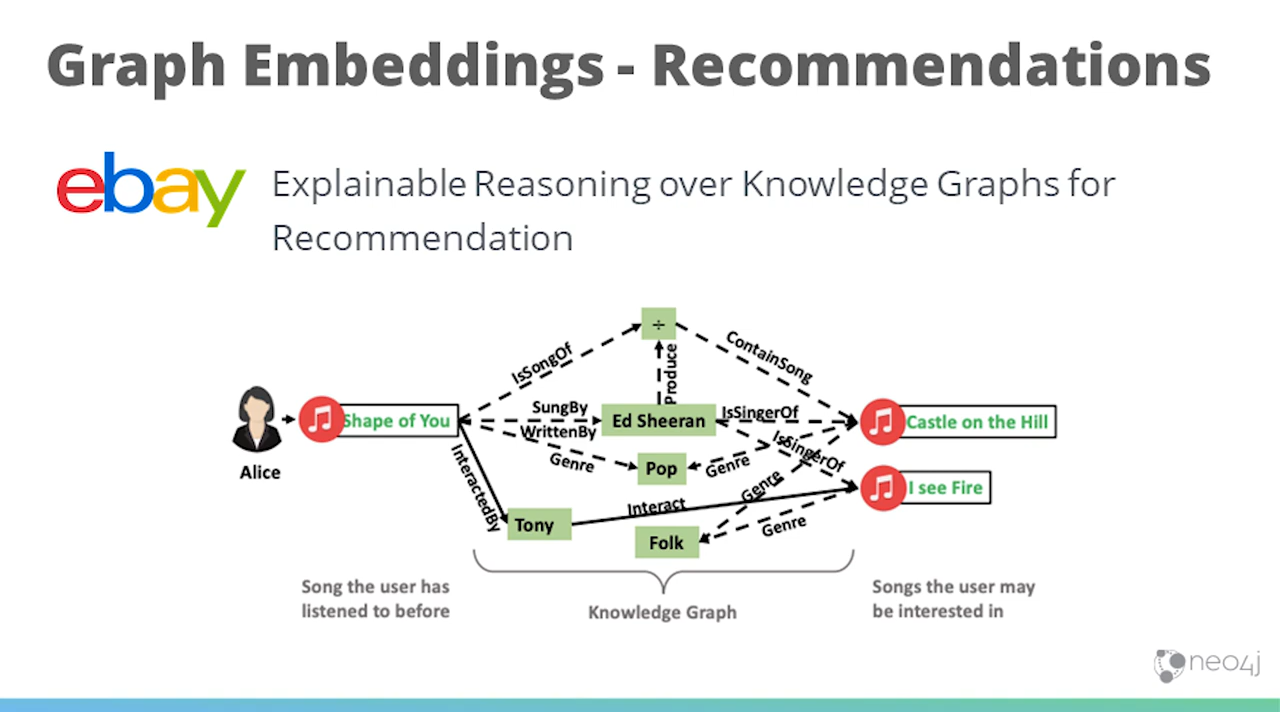 Graph Embeddings - Recommendations
ebay
Explainable Reasoning over Knowledge Graphs for
Recommendation
÷
IsSongOf
ContainSong
Produce
Shape of You
SungBy
WrittenBy
Ed Sheeran
IsSingerOf
IsSingerOf
Castle on the Hill
Alice
Genre
Pop
Genre
Genre
I see Fire
InteractedBy
Tony
Interact
Folk
Genre
Song the user has
listened to before
Knowledge Graph
Songs the user may
be interested in
neo4j